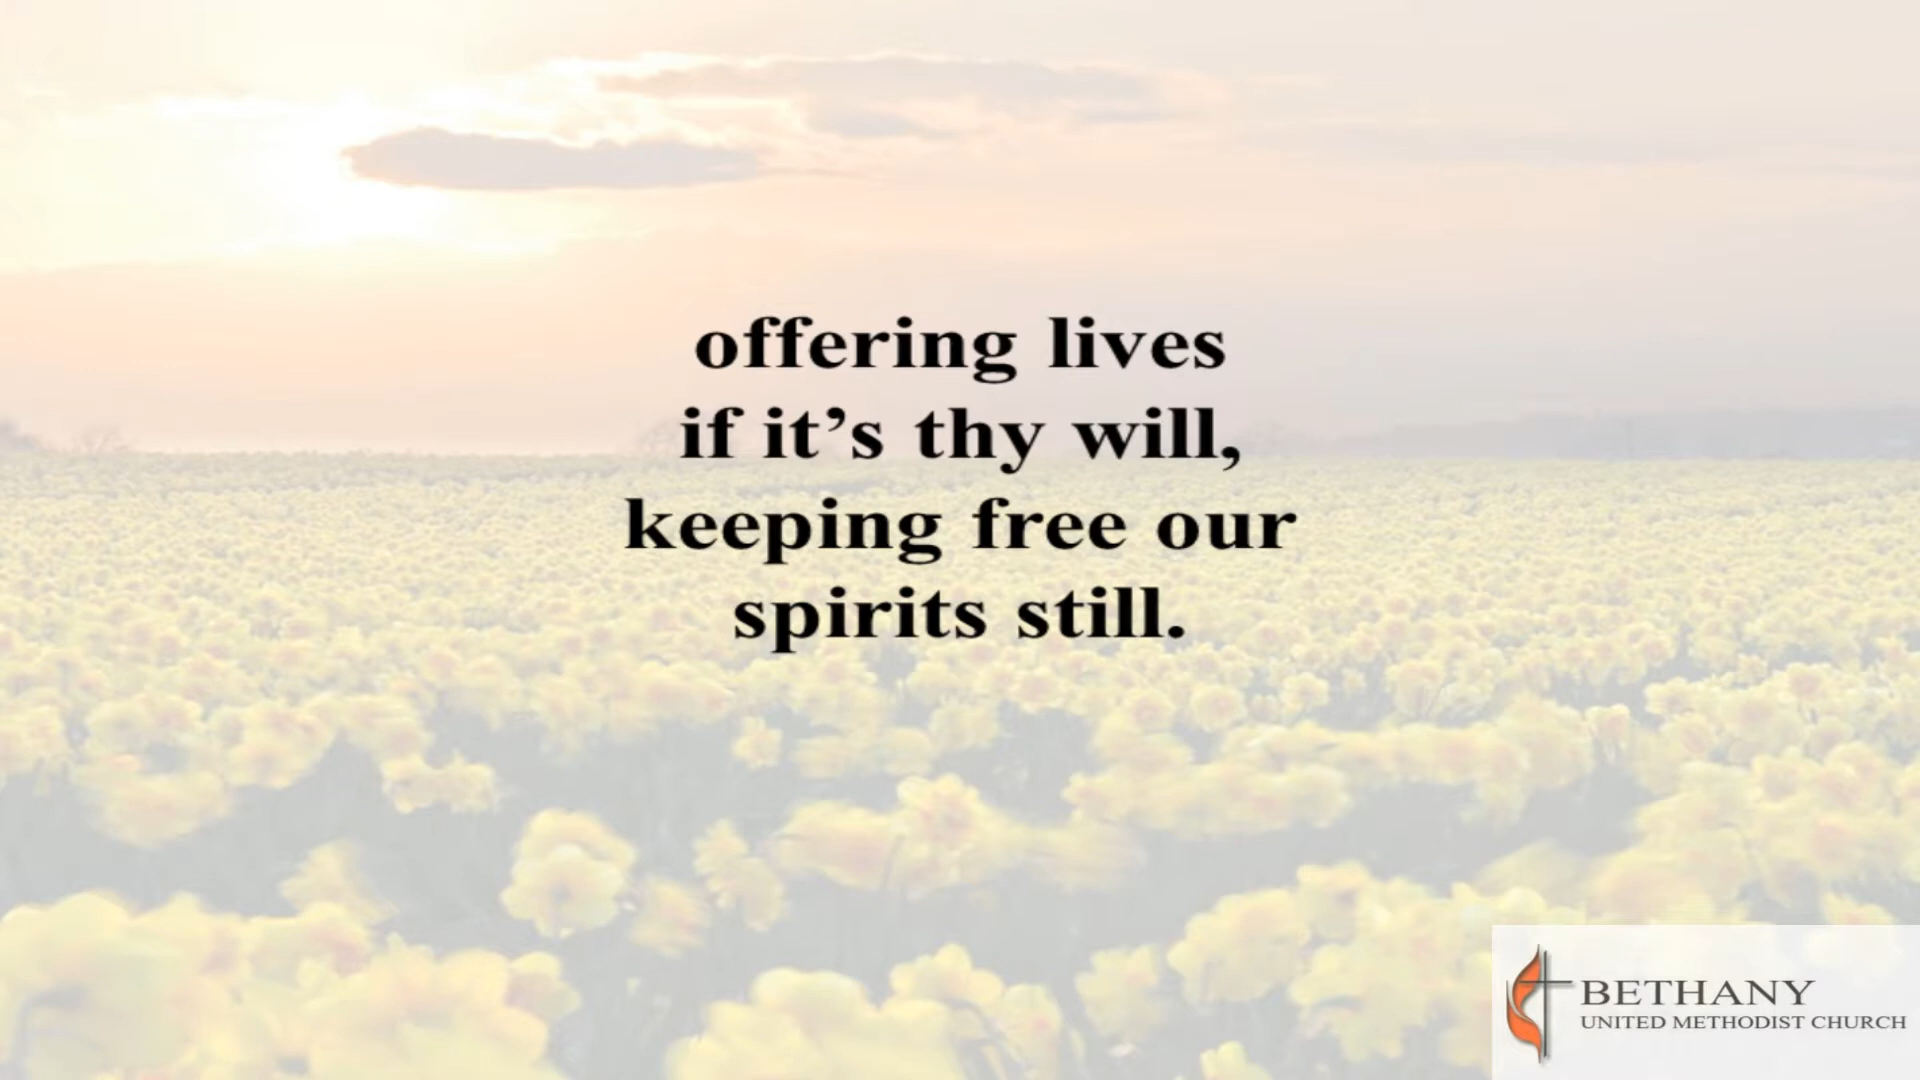 offering lives
if it’s thy will,
keeping free our
spirits still.
BETHANY
UNITED METHODIST CHURCH